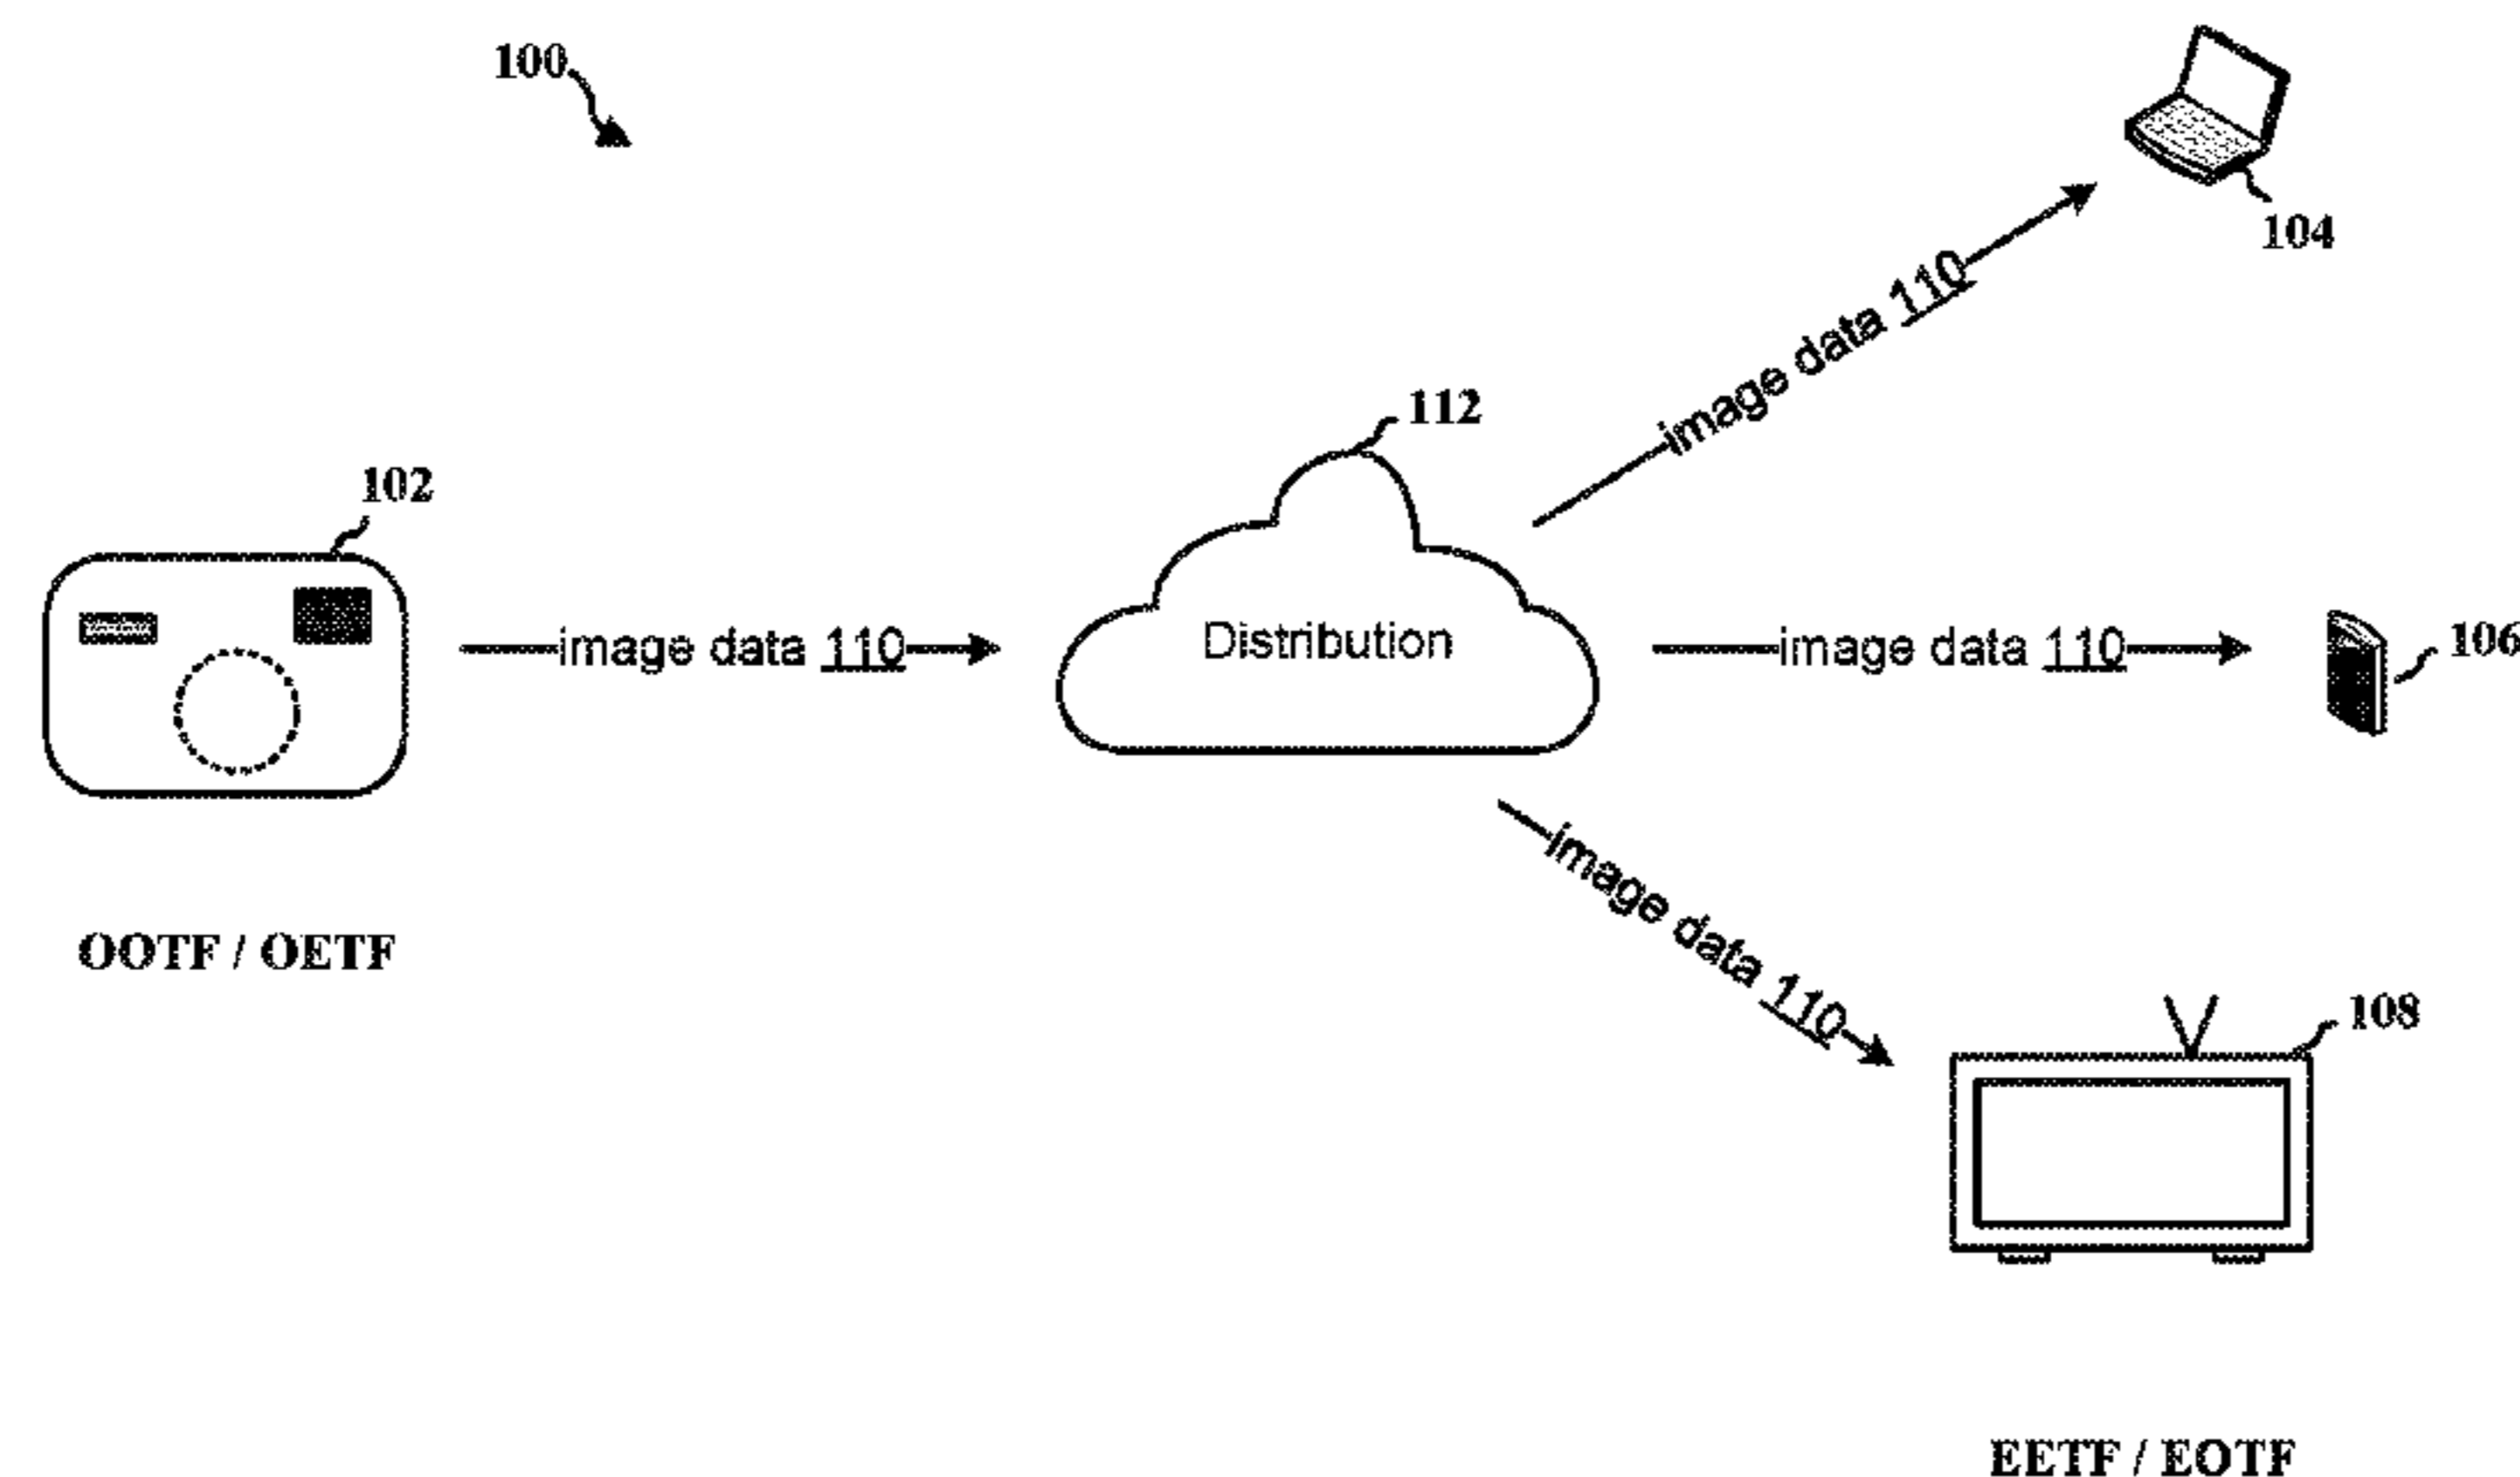 100
104
image data 110
112
102
Distribution
image data 110
image data 110
106
image data 110
OOTF / OETF
108
EETF / EOTF